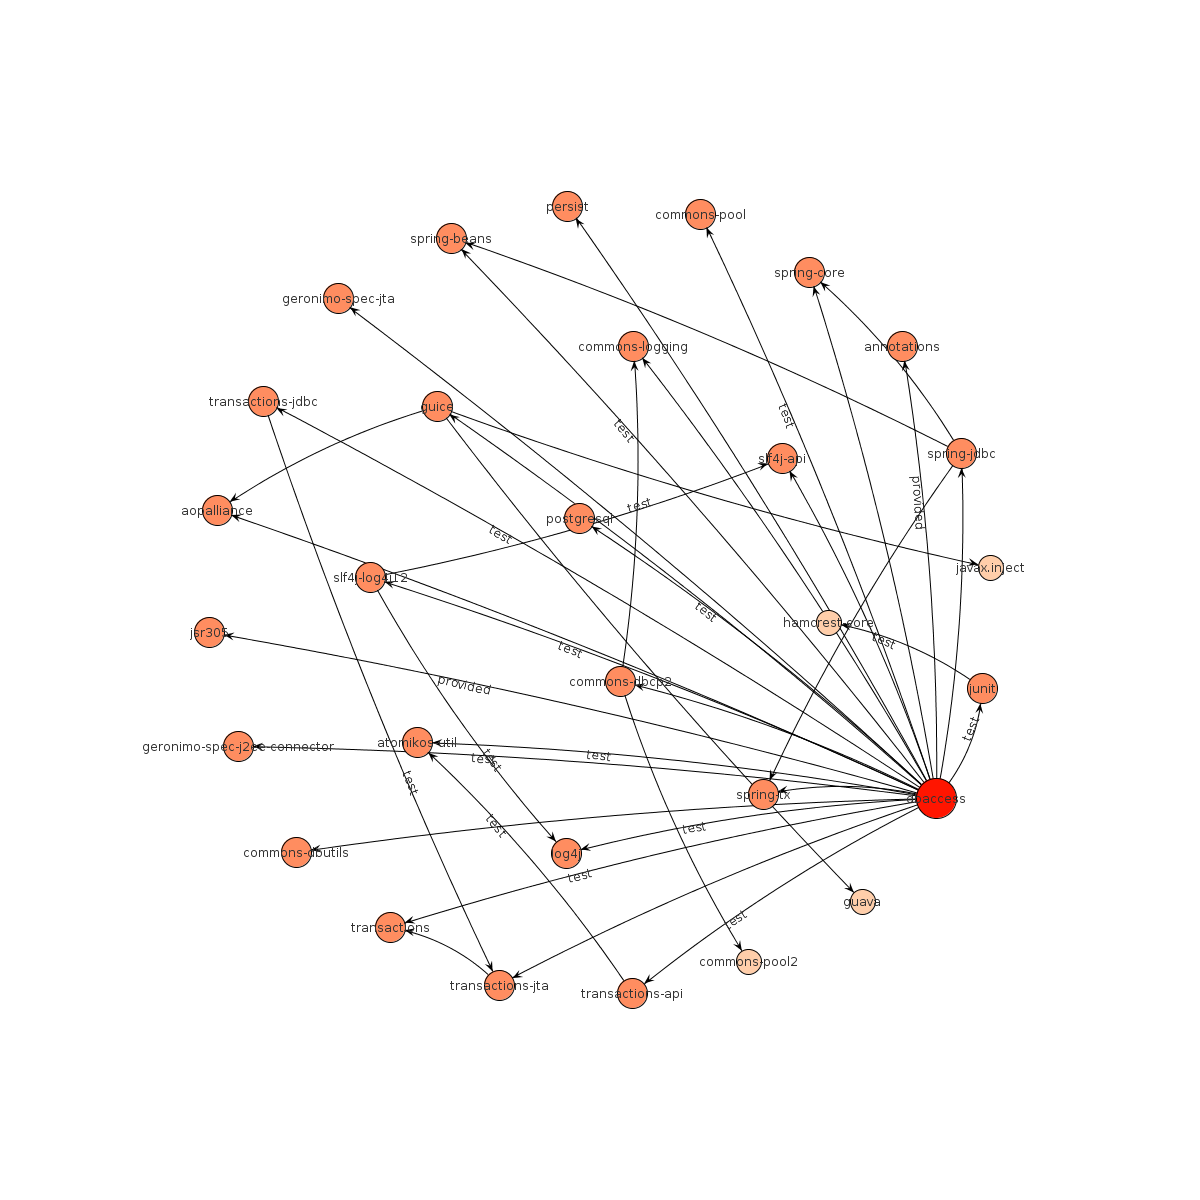 persist
commons-pool
spring-beans
spring-core
geronimo-spec-jta
commons-logging
annotations
transactions-jdbc
guice
test
test
spring-jdbc
slf4j-api
provided
aopalliance
test
postgresql
test
javax.inject
slf4j-log4j12
test
hamcrest-core
jsr305
test
test
commons-dbcp2
provided
junit
test
atomikos-util
geronimo-spec-j2ee-connector
test
test
test
test
spring-tx
dbaccess
test
test
commons-dbutils
log4j
test
guava
test
transactions
commons-pool2
transactions-jta
transactions-api